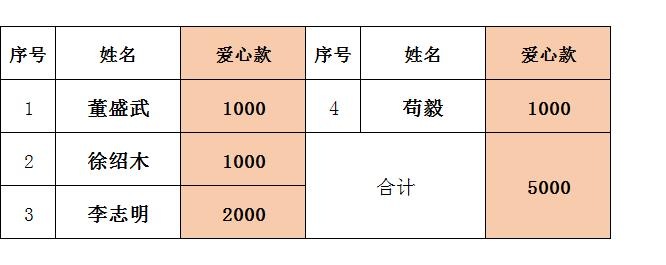 序号 姓名 爱心款 序号 姓名 爱心款
1 董盛武 1000 4 苟毅 1000
2 徐绍木 1000 合计 5000
3 李志明 2000